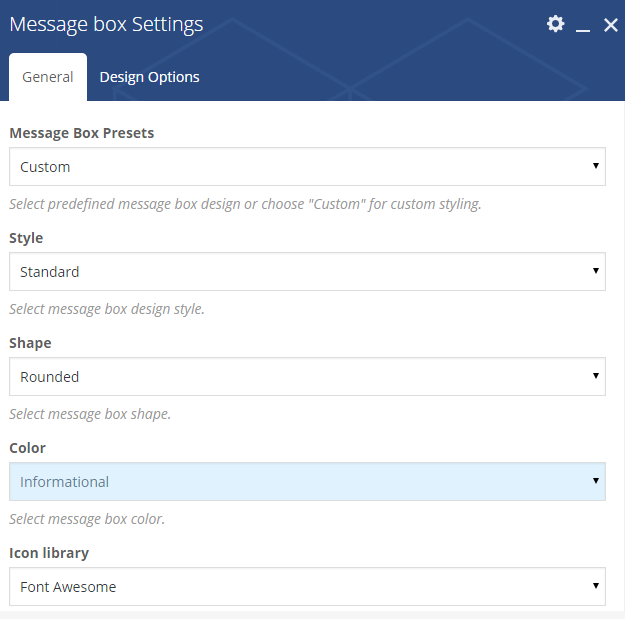 Message box Settings
General
Design Options
Message Box Presets
Custom
Select predefined message box design or choose "Custom" for custom styling.
Style
Standard
Select message box design style.
Shape
Rounded
Select message box shape.
Color
Informational
Select message box color.
Icon library
Font Awesome